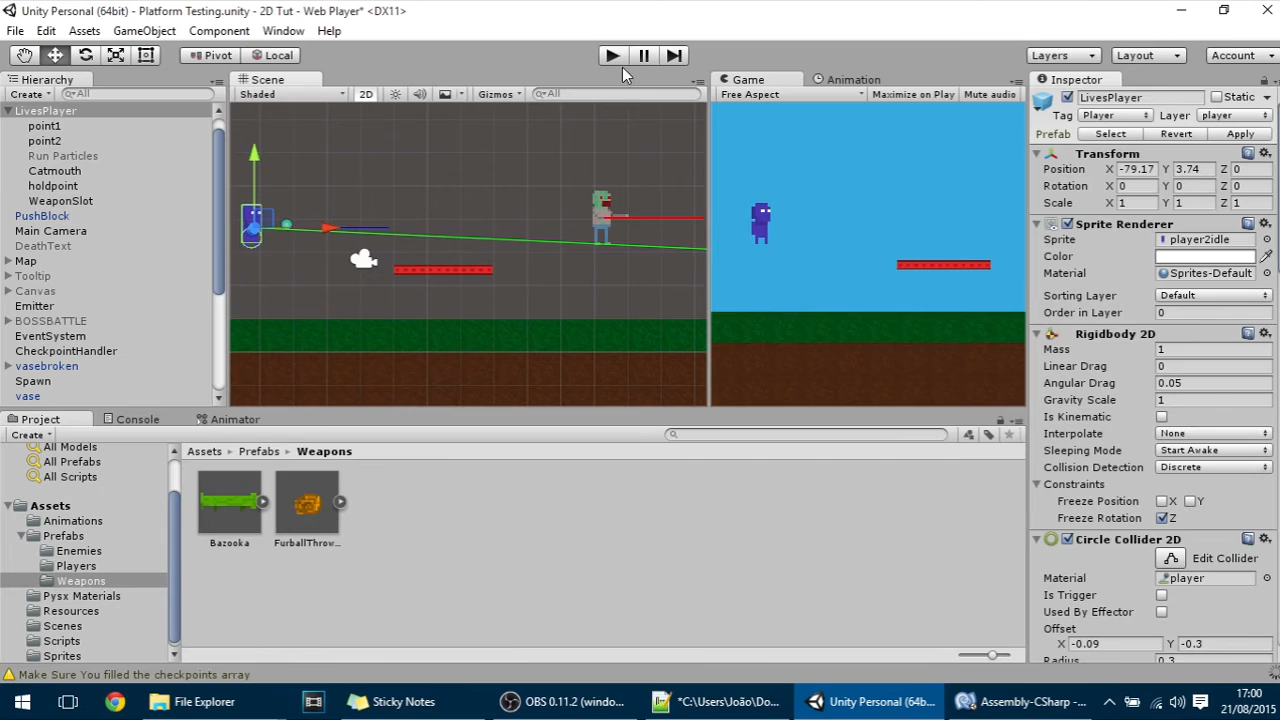 Unity Personal (64bit) - Platform Testing.unity - 2D Tut - Web Player* <DX11>
File Edit Assets GameObject Component Window Help
Pivot Local Layers Layout Account
Hierarchy
Create All
LivesPlayer
point1
point2
Run Particles
Catmouth
holdpoint
WeaponSlot
PushBlock
Main Camera
DeathText
Map
Tooltip
Canvas
Emitter
BOSSBATTLE
EventSystem
CheckpointHandler
vasebroken
Spawn
vase
Scene
Shaded 2D Gizmos All
Game Animation
Free Aspect Maximize on Play Mute audio
Inspector
LivesPlayer Static
Tag Player Layer player
Prefab Select Revert Apply
Transform
Position X -79.17 Y 3.74 Z 0
Rotation X 0 Y 0 Z 0
Scale X 1 Y 1 Z 1
Sprite Renderer
Sprite player2idle
Color
Material Sprites-Default
Sorting Layer Default
Order in Layer 0
Rigidbody 2D
Mass 1
Linear Drag 0
Angular Drag 0.05
Gravity Scale 1
Is Kinematic
Interpolate None
Sleeping Mode Start Awake
Collision Detection Discrete
Constraints
Freeze Position X Y
Freeze Rotation Z
Circle Collider 2D
Edit Collider
Material player
Is Trigger
Used By Effector
Offset
X -0.09 Y -0.3
Radius 0.3
Project Console Animator
Create
All Models
All Prefabs
All Scripts
Assets
Animations
Prefabs
Enemies
Players
Weapons
Pysx Materials
Resources
Scenes
Scripts
Sprites
Assets Prefabs Weapons
Bazooka FurballThrow...
Make Sure You filled the checkpoints array
File Explorer Sticky Notes OBS 0.11.2 (windo... *C:\Users\João\Do... Unity Personal (64b... Assembly-CSharp -
17:00
21/08/2015